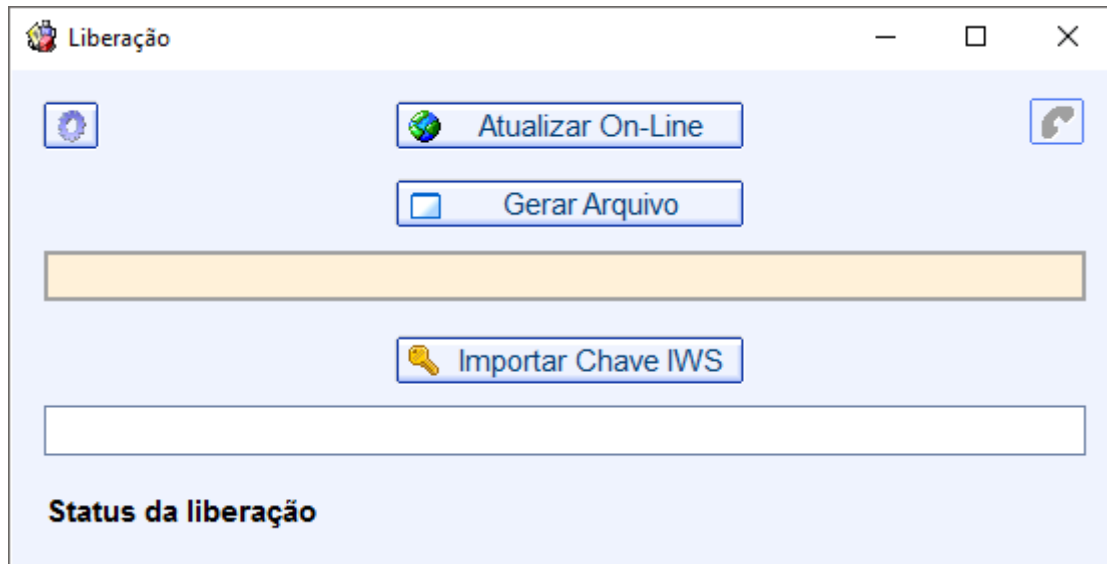 Liberação
Atualizar On-Line
Gerar Arquivo
Importar Chave IWS
Status da liberação